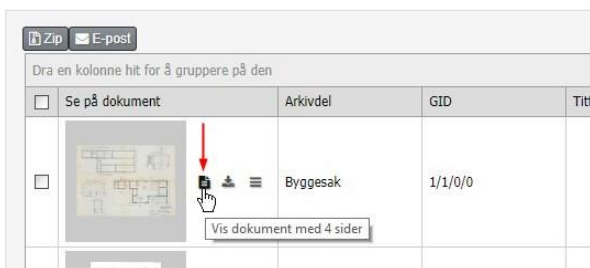 Zip E-post
Dra en kolonne hit for å gruppere på den
Se på dokument Arkivdel GID Titt
Byggesak 1/1/0/0
Vis dokument med 4 sider